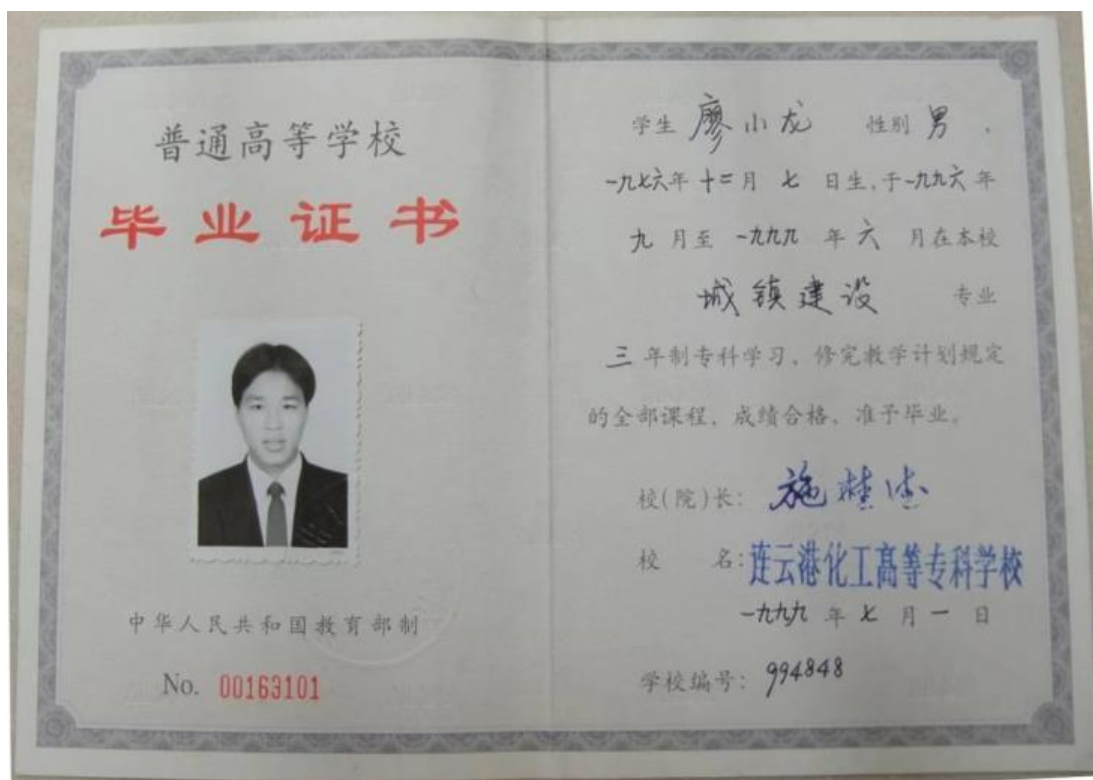 普通高等学校
毕业证书
中华人民共和国教育部制
No. 00163101
学生 廖小龙 性别 男 .
一九七六年 十二月 七 日生,于一九九六年
九 月至 一九九九 年 六 月在本校
城镇建设 专业
三 年制专科学习、修完教学计划规定
的全部课程、成绩合格、准予毕业。
校(院)长: 施桂
校 名: 连云港化工高等专科学校
一九九九 年 七 月 一 日
学校编号: 994848